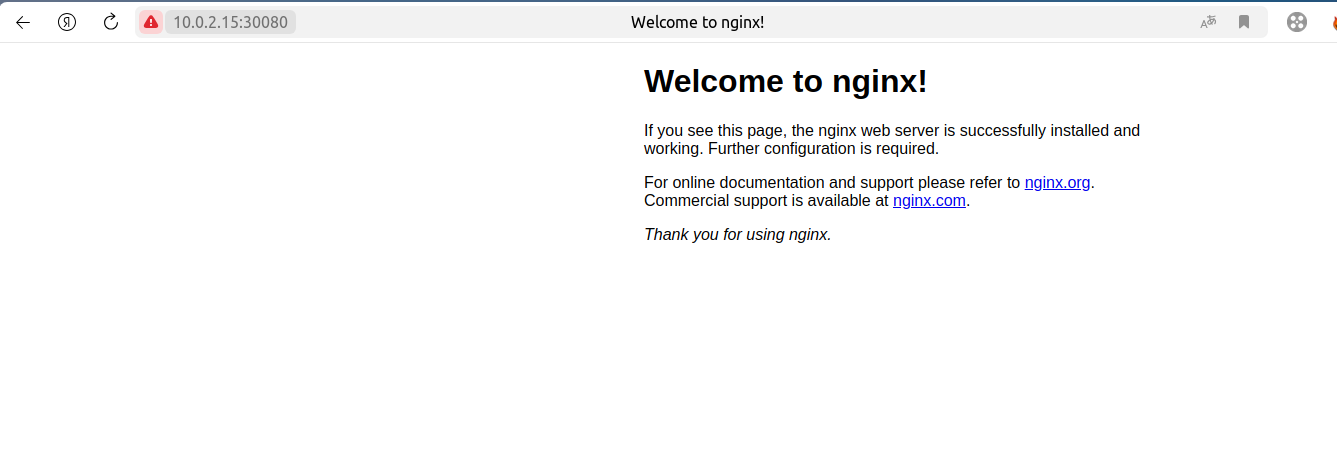 10.0.2.15:30080
Welcome to nginx!
Welcome to nginx!
If you see this page, the nginx web server is successfully installed and
working. Further configuration is required.
For online documentation and support please refer to nginx.org.
Commercial support is available at nginx.com.
Thank you for using nginx.